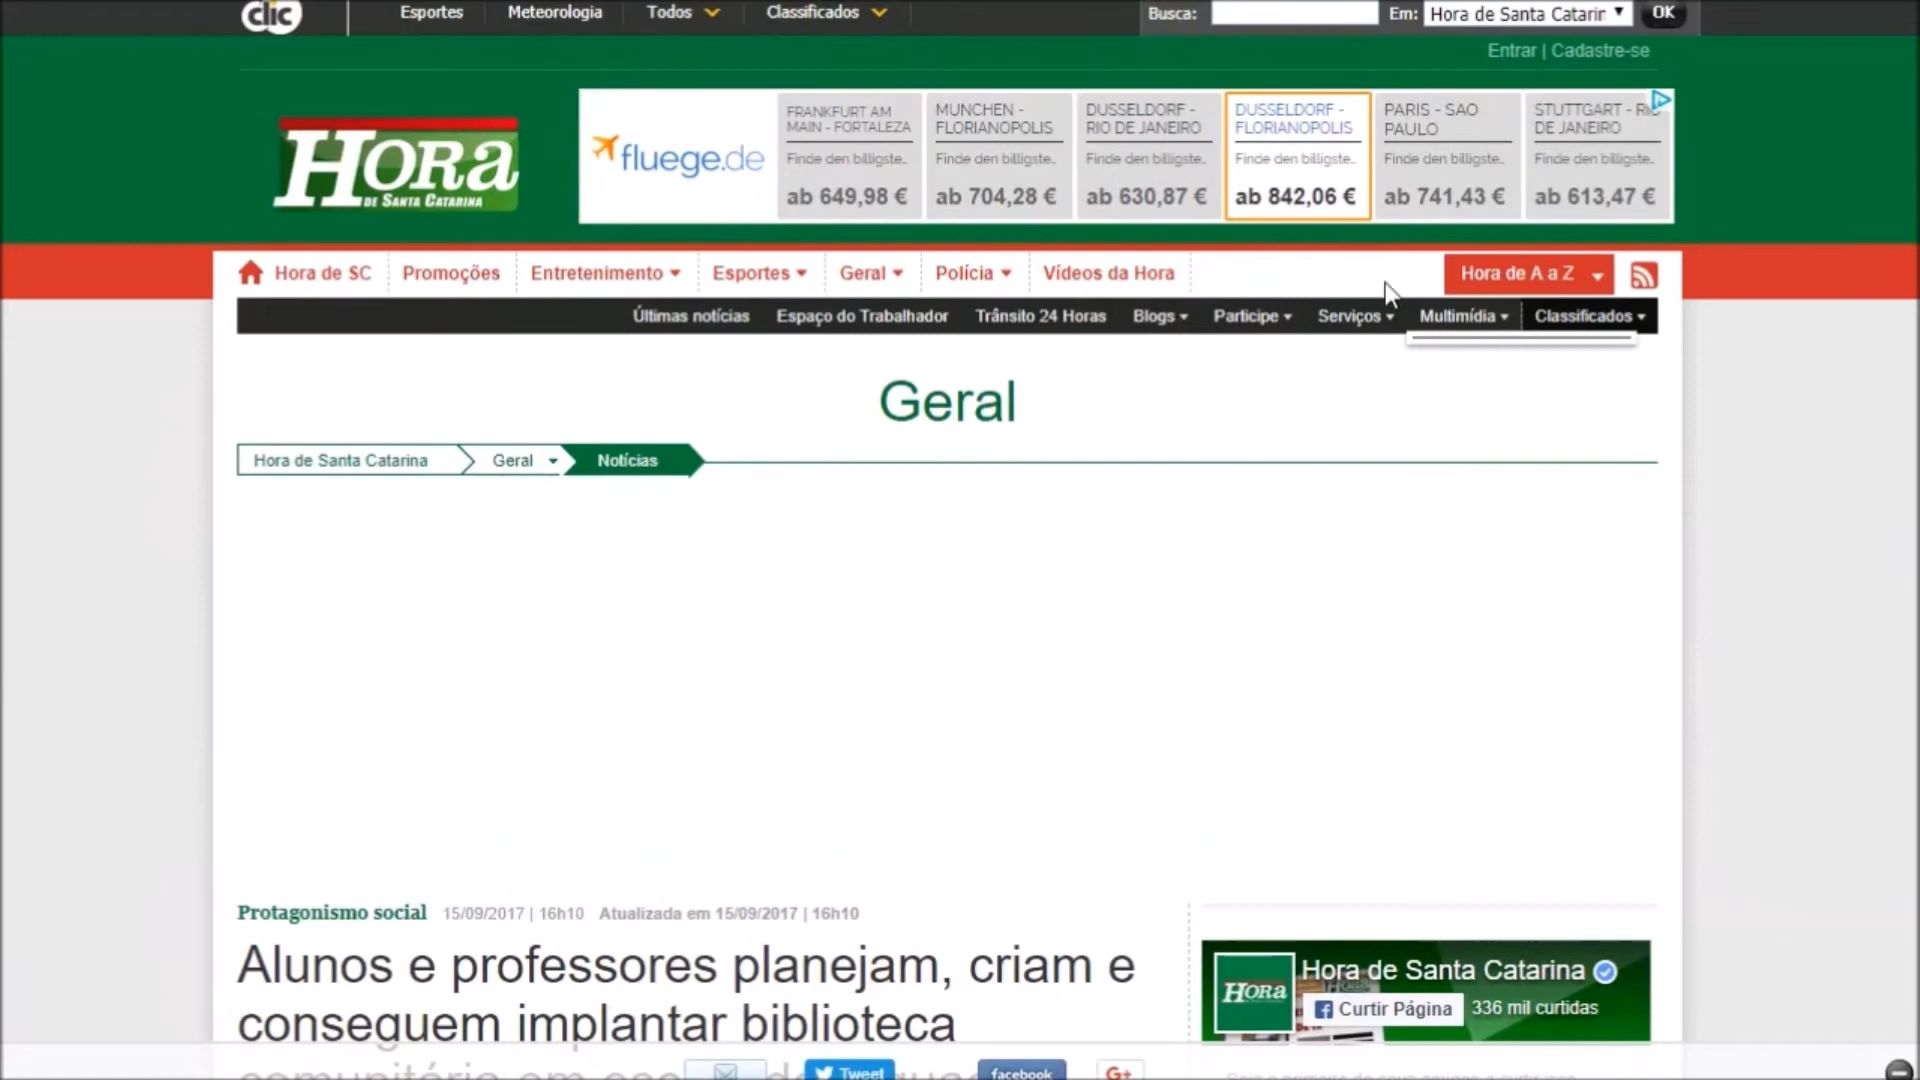 clic Esportes Meteorologia Todos Classificados Busca: Em: Hora de Santa Catarin OK
Entrar | Cadastre-se
HORA
DE SANTA CATARINA
fluege.de
FRANKFURT AM
MAIN - FORTALEZA
Finde den billigste..
ab 649,98 €
MUNCHEN -
FLORIANOPOLIS
Finde den billigste..
ab 704,28 €
DUSSELDORF -
RIO DE JANEIRO
Finde den billigste..
ab 630,87 €
DUSSELDORF -
FLORIANOPOLIS
Finde den billigste..
ab 842,06 €
PARIS - SAO
PAULO
Finde den billigste..
ab 741,43 €
STUTTGART - RIO
DE JANEIRO
Finde den billigste..
ab 613,47 €
Hora de SC Promoções Entretenimento Esportes Geral Polícia Vídeos da Hora Hora de A a Z
Últimas notícias Espaço do Trabalhador Trânsito 24 Horas Blogs Participe Serviços Multimídia Classificados
Geral
Hora de Santa Catarina Geral Notícias
Protagonismo social 15/09/2017 | 16h10 Atualizada em 15/09/2017 | 16h10
Alunos e professores planejam, criam e
conseguem implantar biblioteca
HORA
Hora de Santa Catarina
Curtir Página 336 mil curtidas
Tweet facebook G+